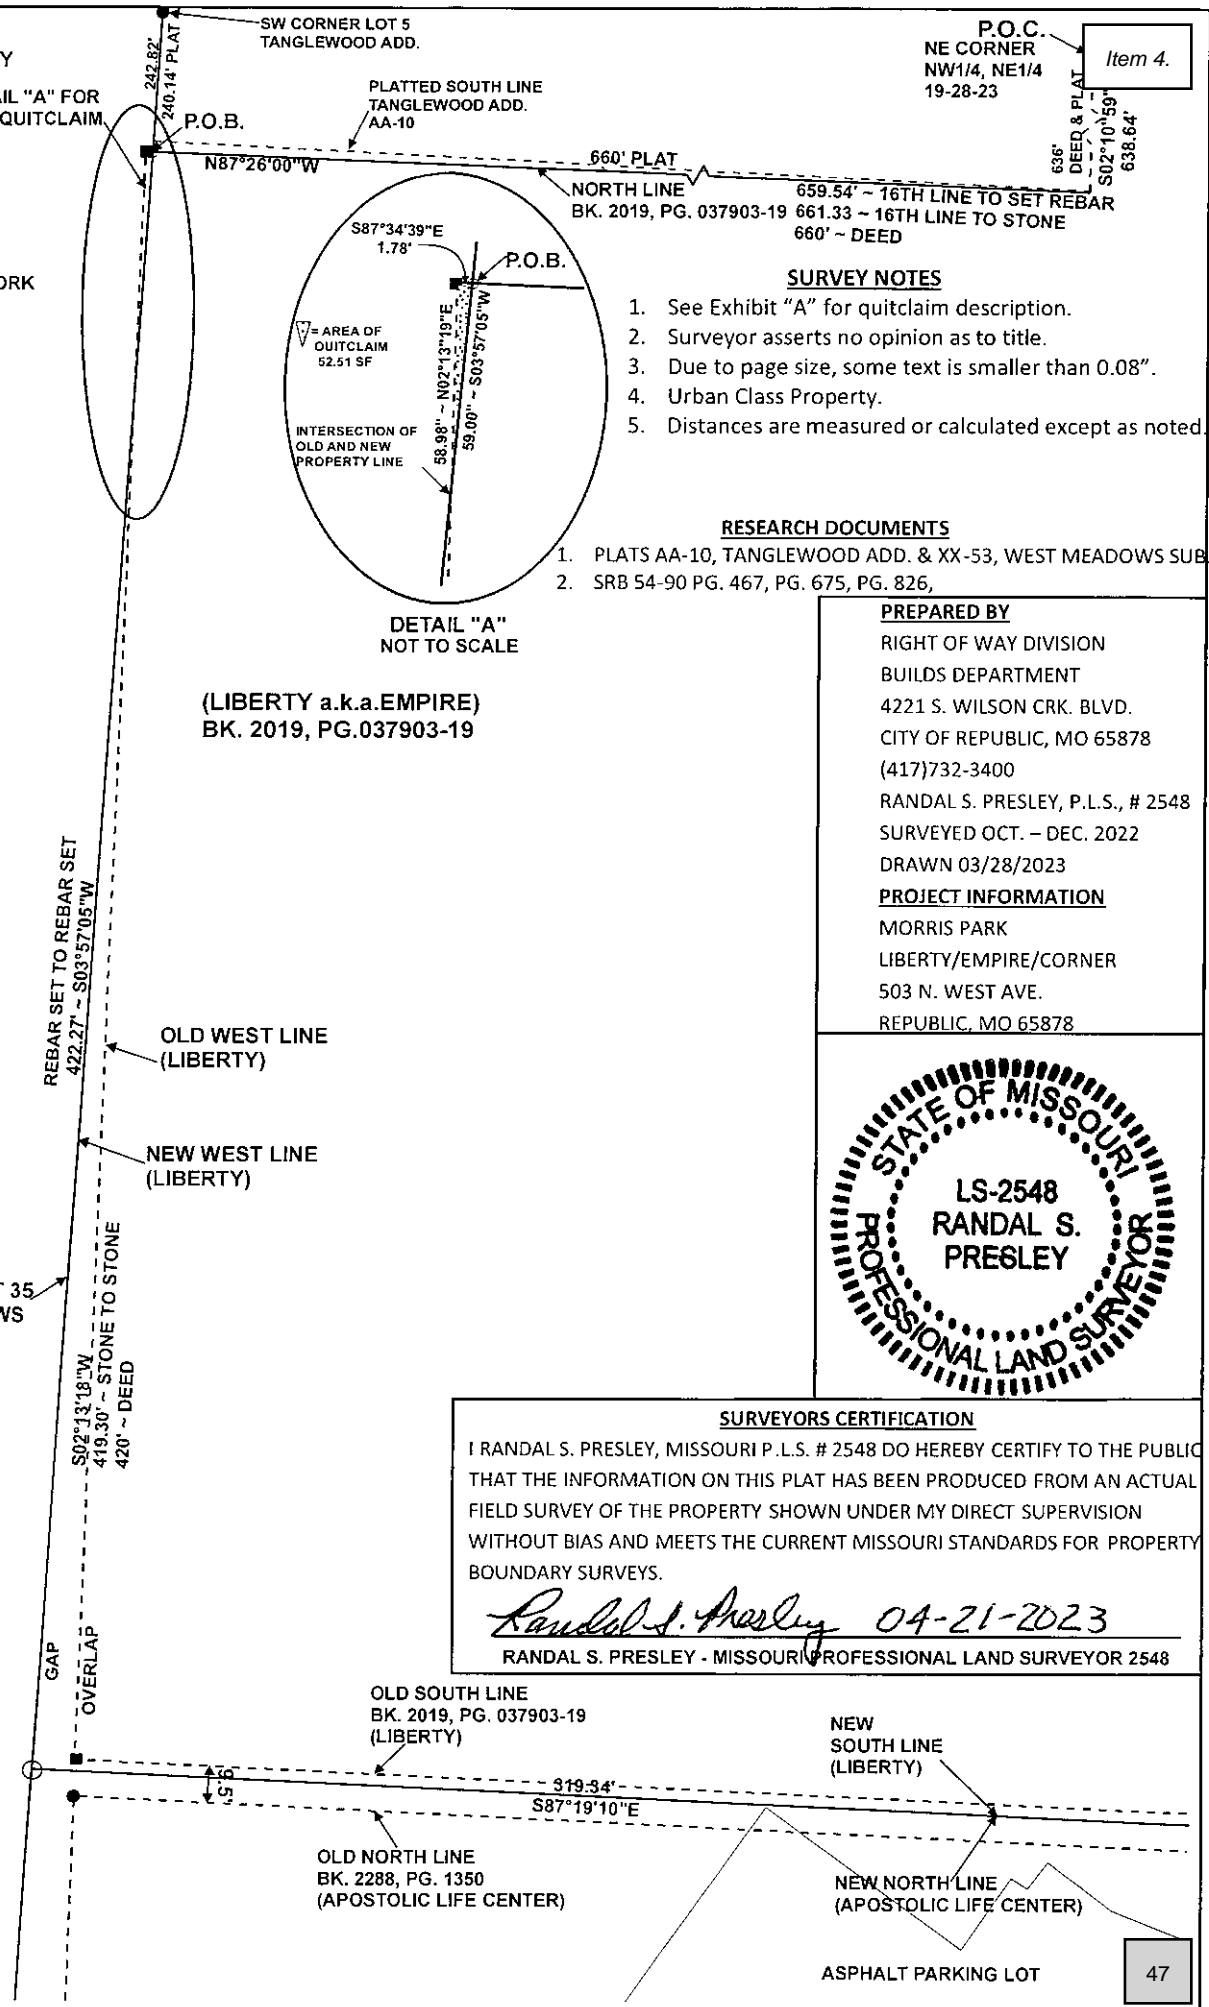 SW CORNER LOT 5
TANGLEWOOD ADD.
242.82'
240.14' PLAT
Y
IL "A" FOR
QUITCLAIM
P.O.B.
PLATTED SOUTH LINE
TANGLEWOOD ADD.
AA-10
P.O.C.
NE CORNER
NW1/4, NE1/4
19-28-23
Item 4.
636'
DEED & PLAT
S02°10'59"
638.64'
N87°26'00"W
660' PLAT
NORTH LINE
BK. 2019, PG. 037903-19
659.54' ~ 16TH LINE TO SET REBAR
661.33 ~ 16TH LINE TO STONE
660' ~ DEED
ORK
S87°34'39"E
1.78'
P.O.B.
= AREA OF
QUITCLAIM
52.51 SF
58.98" ~ N02°13"19"E
59.00" ~ S03°57'05"W
INTERSECTION OF
OLD AND NEW
PROPERTY LINE
DETAIL "A"
NOT TO SCALE
SURVEY NOTES
1. See Exhibit "A" for quitclaim description.
2. Surveyor asserts no opinion as to title.
3. Due to page size, some text is smaller than 0.08".
4. Urban Class Property.
5. Distances are measured or calculated except as noted.
RESEARCH DOCUMENTS
1. PLATS AA-10, TANGLEWOOD ADD. & XX-53, WEST MEADOWS SUB
2. SRB 54-90 PG. 467, PG. 675, PG. 826,
(LIBERTY a.k.a.EMPIRE)
BK. 2019, PG.037903-19
PREPARED BY
RIGHT OF WAY DIVISION
BUILDS DEPARTMENT
4221 S. WILSON CRK. BLVD.
CITY OF REPUBLIC, MO 65878
(417)732-3400
RANDAL S. PRESLEY, P.L.S., # 2548
SURVEYED OCT. – DEC. 2022
DRAWN 03/28/2023
PROJECT INFORMATION
MORRIS PARK
LIBERTY/EMPIRE/CORNER
503 N. WEST AVE.
REPUBLIC, MO 65878
REBAR SET TO REBAR SET
422.27' ~ S03°57'05"W
OLD WEST LINE
(LIBERTY)
NEW WEST LINE
(LIBERTY)
STATE OF MISSOURI
LS-2548
RANDAL S.
PRESLEY
PROFESSIONAL LAND SURVEYOR
35
WS
S02°13'18"W
419.30' ~ STONE TO STONE
420' ~ DEED
SURVEYORS CERTIFICATION
I RANDAL S. PRESLEY, MISSOURI P.L.S. # 2548 DO HEREBY CERTIFY TO THE PUBLIC
THAT THE INFORMATION ON THIS PLAT HAS BEEN PRODUCED FROM AN ACTUAL
FIELD SURVEY OF THE PROPERTY SHOWN UNDER MY DIRECT SUPERVISION
WITHOUT BIAS AND MEETS THE CURRENT MISSOURI STANDARDS FOR PROPERTY
BOUNDARY SURVEYS.
Randal S. Presley 04-21-2023
RANDAL S. PRESLEY - MISSOURI PROFESSIONAL LAND SURVEYOR 2548
GAP
OVERLAP
OLD SOUTH LINE
BK. 2019, PG. 037903-19
(LIBERTY)
NEW
SOUTH LINE
(LIBERTY)
9.5'
319.34'
S87°19'10"E
OLD NORTH LINE
BK. 2288, PG. 1350
(APOSTOLIC LIFE CENTER)
NEW NORTH LINE
(APOSTOLIC LIFE CENTER)
ASPHALT PARKING LOT
47